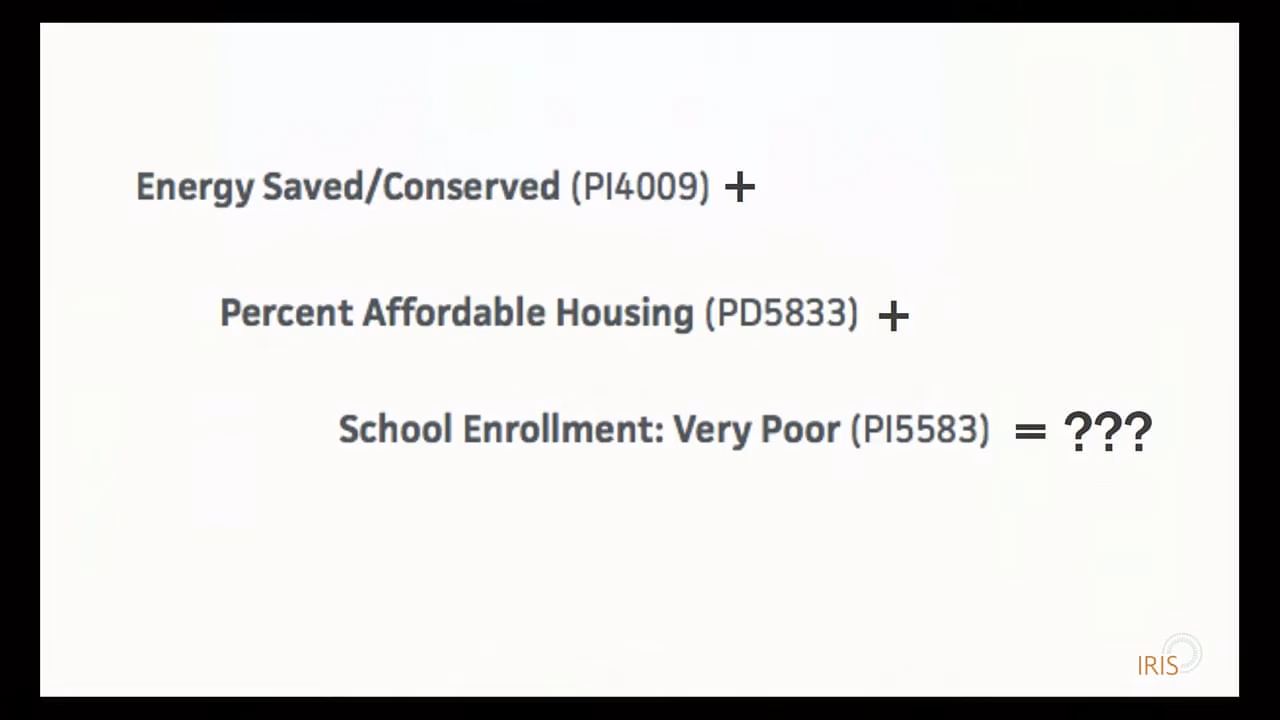 Energy Saved/Conserved (PI4009) +
Percent Affordable Housing (PD5833) +
School Enrollment: Very Poor (PI5583) = ???
IRIS